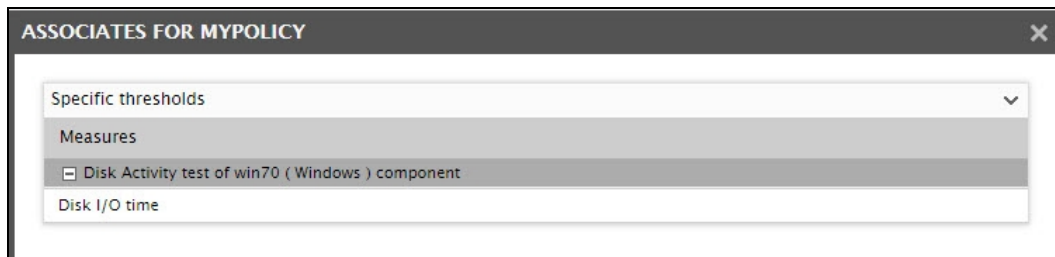 ASSOCIATES FOR MYPOLICY
Specific thresholds
Measures
Disk Activity test of win70 ( Windows ) component
Disk I/O time